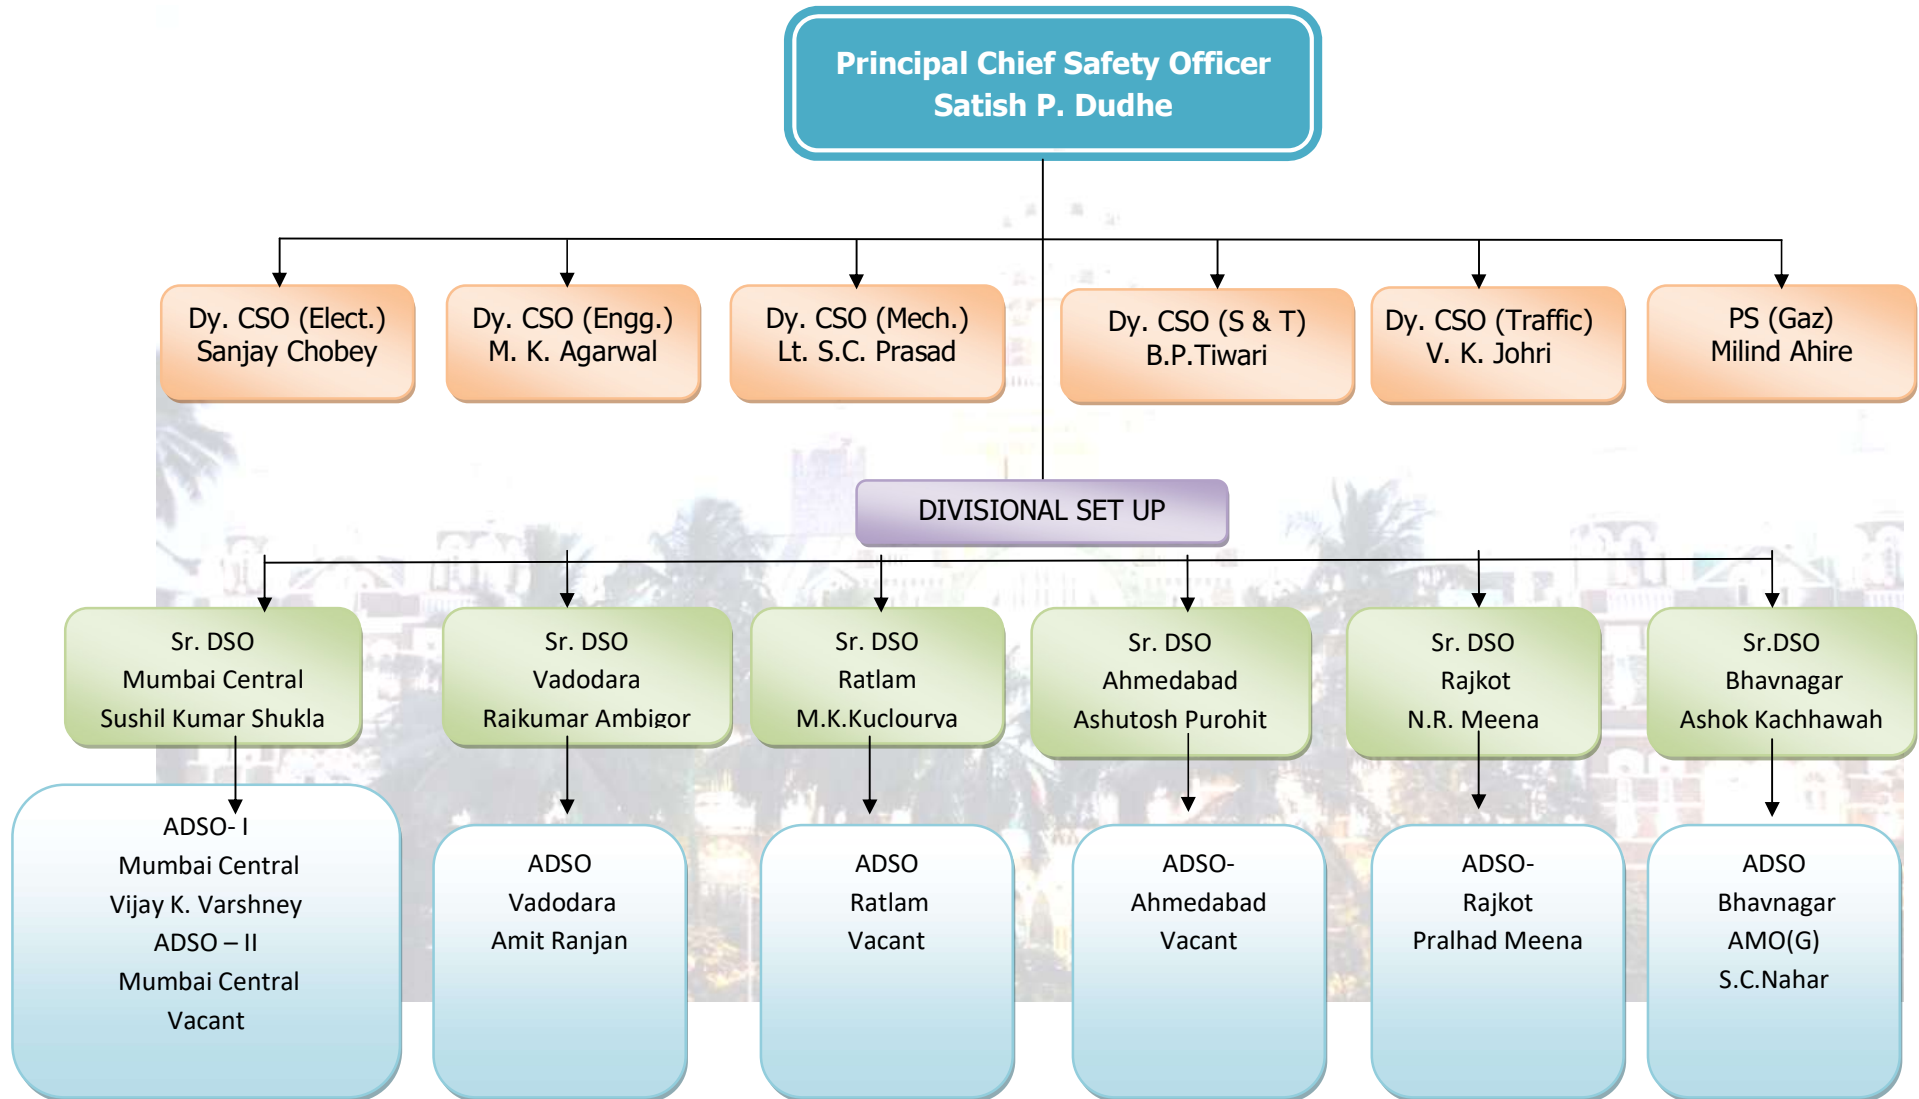 Principal Chief Safety Officer
Satish P. Dudhe
Dy. CSO (Elect.)
Sanjay Chobey
Dy. CSO (Engg.)
M. K. Agarwal
Dy. CSO (Mech.)
Lt. S.C. Prasad
Dy. CSO (S & T)
B.P.Tiwari
Dy. CSO (Traffic)
V. K. Johri
PS (Gaz)
Milind Ahire
DIVISIONAL SET UP
Sr. DSO
Mumbai Central
Sushil Kumar Shukla
Sr. DSO
Vadodara
Rajkumar Ambigor
Sr. DSO
Ratlam
M.K.Kuclourya
Sr. DSO
Ahmedabad
Ashutosh Purohit
Sr. DSO
Rajkot
N.R. Meena
Sr.DSO
Bhavnagar
Ashok Kachhawah
ADSO- I
Mumbai Central
Vijay K. Varshney
ADSO – II
Mumbai Central
Vacant
ADSO
Vadodara
Amit Ranjan
ADSO
Ratlam
Vacant
ADSO-
Ahmedabad
Vacant
ADSO-
Rajkot
Pralhad Meena
ADSO
Bhavnagar
AMO(G)
S.C.Nahar